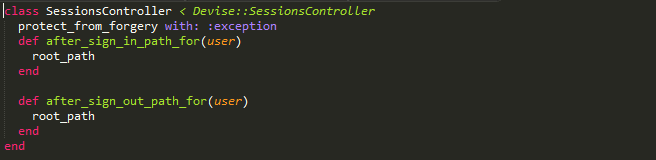 class SessionsController < Devise::SessionsController
  protect_from_forgery with: :exception
  def after_sign_in_path_for(user)
    root_path
  end

  def after_sign_out_path_for(user)
    root_path
  end
end